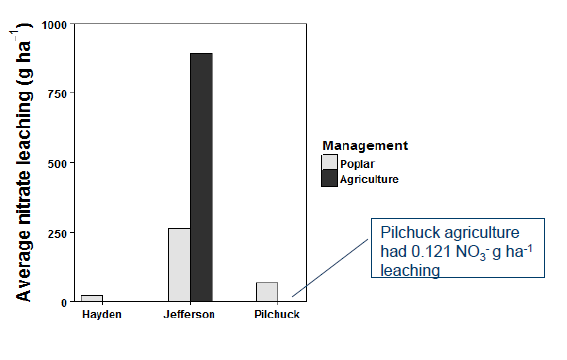 Average nitrate leaching (g ha⁻¹)
1000
750
500
250
0
Hayden Jefferson Pilchuck
Management
Poplar
Agriculture
Pilchuck agriculture
had 0.121 NO₃⁻ g ha⁻¹
leaching